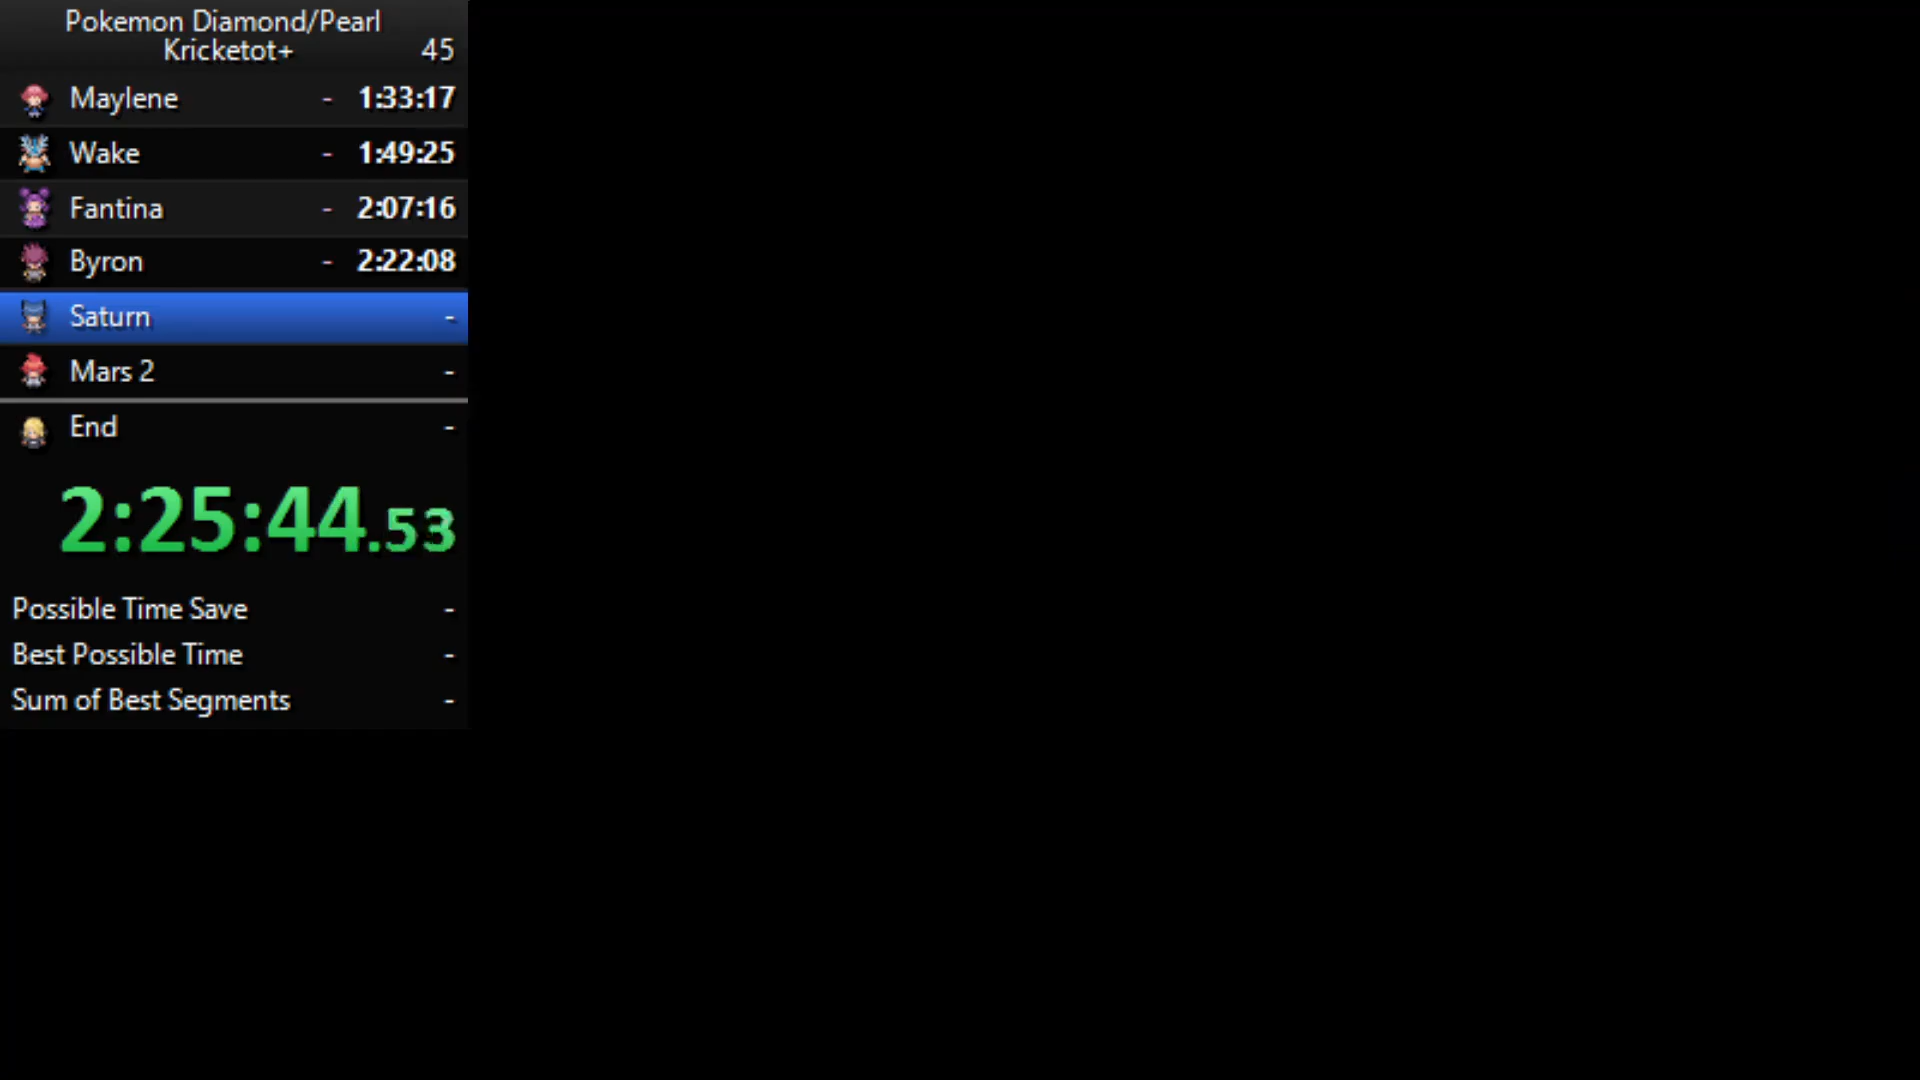 Pokemon Diamond/Pearl
Kricketot+ 45
Maylene - 1:33:17
Wake - 1:49:25
Fantina - 2:07:16
Byron - 2:22:08
Saturn -
Mars 2 -
End -
2:25:44.53
Possible Time Save -
Best Possible Time -
Sum of Best Segments -